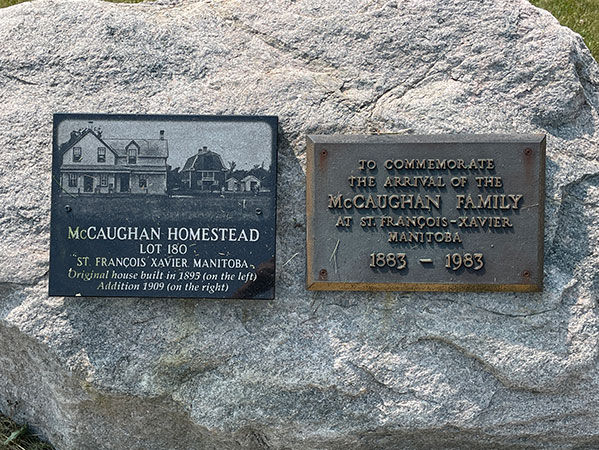 McCAUGHAN HOMESTEAD
LOT 180
ST. FRANÇOIS XAVIER MANITOBA
Original house built in 1895 (on the left)
Addition 1909 (on the right)
TO COMMEMORATE
THE ARRIVAL OF THE
McCAUGHAN FAMILY
AT ST. FRANÇOIS-XAVIER
MANITOBA
1883 - 1983